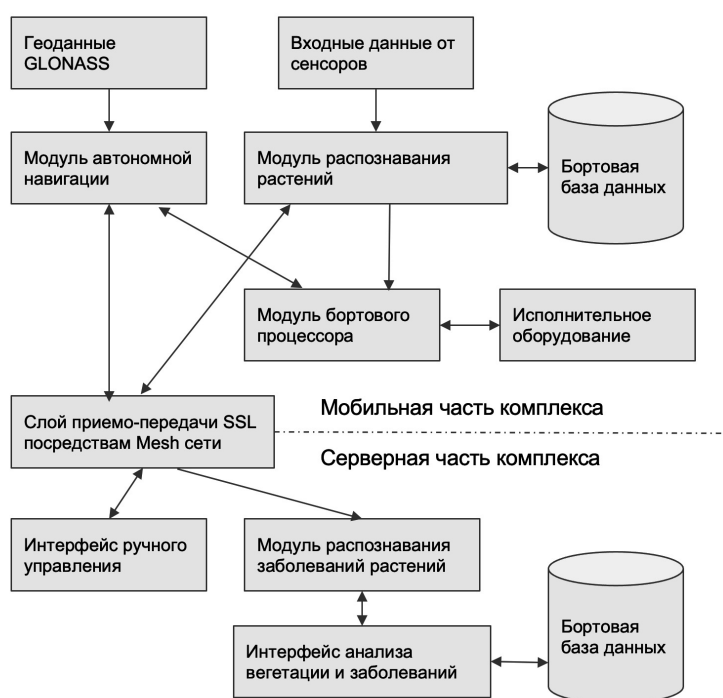 Геоданные
GLONASS
Входные данные от
сенсоров
Модуль автономной
навигации
Модуль распознавания
растений
Бортовая
база данных
Модуль бортового
процессора
Исполнительное
оборудование
Слой приемо-передачи SSL
посредствам Mesh сети
Мобильная часть комплекса
Серверная часть комплекса
Интерфейс ручного
управления
Модуль распознавания
заболеваний растений
Интерфейс анализа
вегетации и заболеваний
Бортовая
база данных